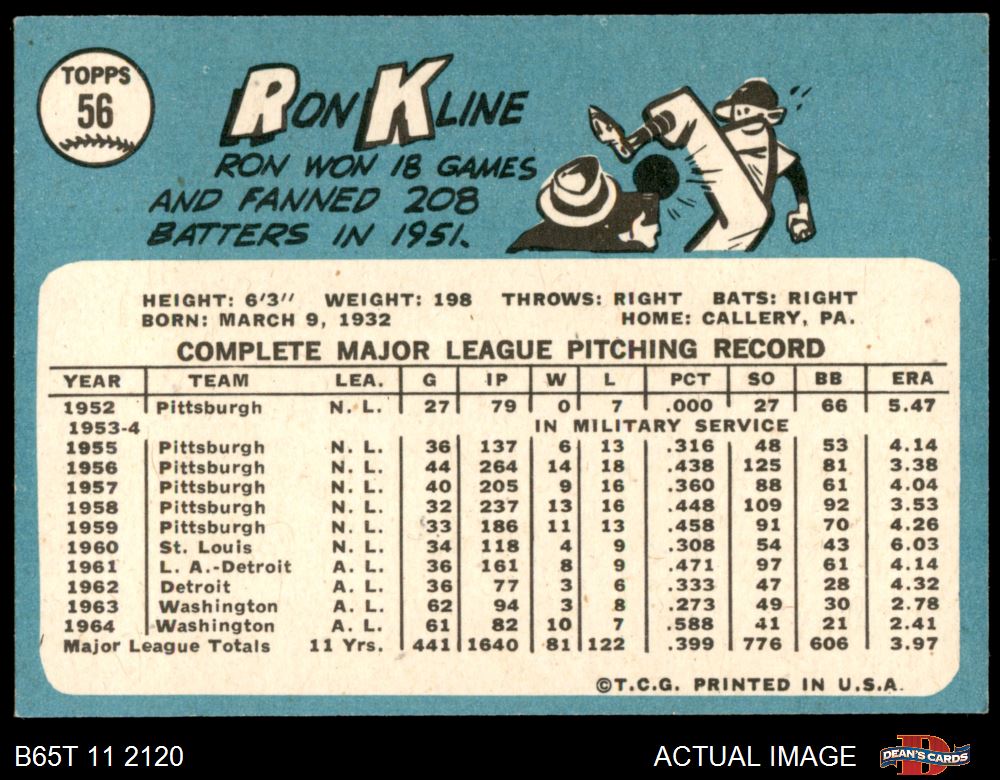 TOPPS
56
RON KLINE
RON WON 18 GAMES
AND FANNED 208
BATTERS IN 1951.
HEIGHT: 6'3" WEIGHT: 198 THROWS: RIGHT BATS: RIGHT
BORN: MARCH 9, 1932 HOME: CALLERY, PA.
COMPLETE MAJOR LEAGUE PITCHING RECORD
YEAR TEAM LEA. G IP W L PCT SO BB ERA
1952 Pittsburgh N. L. 27 79 0 7 .000 27 66 5.47
1953-4 IN MILITARY SERVICE
1955 Pittsburgh N. L. 36 137 6 13 .316 48 53 4.14
1956 Pittsburgh N. L. 44 264 14 18 .438 125 81 3.38
1957 Pittsburgh N. L. 40 205 9 16 .360 88 61 4.04
1958 Pittsburgh N. L. 32 237 13 16 .448 109 92 3.53
1959 Pittsburgh N. L. 33 186 11 13 .458 91 70 4.26
1960 St. Louis N. L. 34 118 4 9 .308 54 43 6.03
1961 L. A.-Detroit A. L. 36 161 8 9 .471 97 61 4.14
1962 Detroit A. L. 36 77 3 6 .333 47 28 4.32
1963 Washington A. L. 62 94 3 8 .273 49 30 2.78
1964 Washington A. L. 61 82 10 7 .588 41 21 2.41
Major League Totals 11 Yrs. 441 1640 81 122 .399 776 606 3.97
©T.C.G. PRINTED IN U.S.A.
B65T 11 2120 ACTUAL IMAGE DEAN'S CARDS